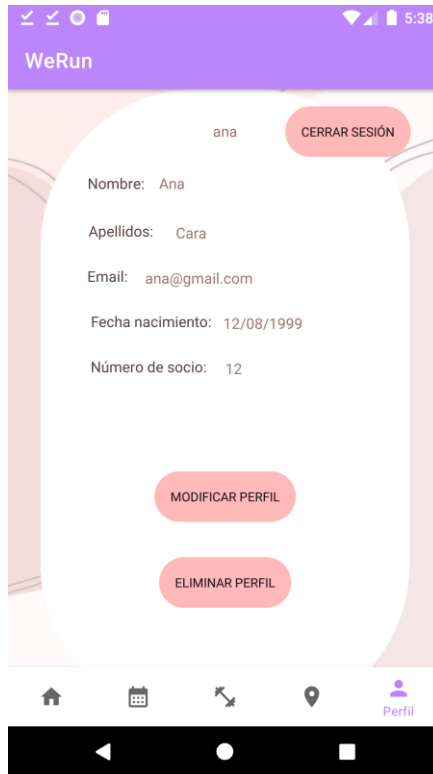 5:38
WeRun
ana
CERRAR SESIÓN
Nombre: Ana
Apellidos: Cara
Email: ana@gmail.com
Fecha nacimiento: 12/08/1999
Número de socio: 12
MODIFICAR PERFIL
ELIMINAR PERFIL
Perfil